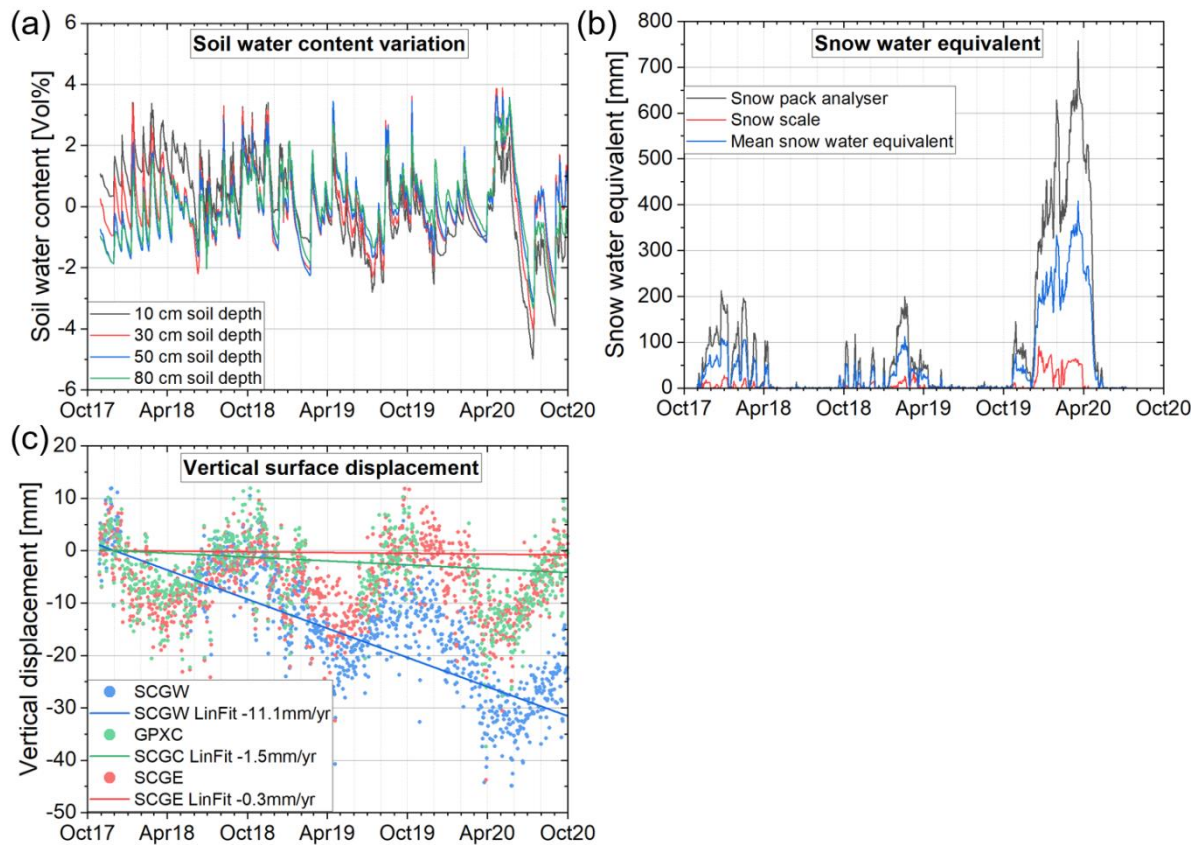 (a)
Soil water content variation
Soil water content [Vol%]
6
4
2
0
-2
-4
-6
10 cm soil depth
30 cm soil depth
50 cm soil depth
80 cm soil depth
Oct17 Apr18 Oct18 Apr19 Oct19 Apr20 Oct20
(b)
Snow water equivalent
Snow water equivalent [mm]
800
700
600
500
400
300
200
100
0
Snow pack analyser
Snow scale
Mean snow water equivalent
Oct17 Apr18 Oct18 Apr19 Oct19 Apr20 Oct20
(c)
Vertical surface displacement
Vertical displacement [mm]
20
10
0
-10
-20
-30
-40
-50
SCGW
SCGW LinFit -11.1mm/yr
GPXC
SCGC LinFit -1.5mm/yr
SCGE
SCGE LinFit -0.3mm/yr
Oct17 Apr18 Oct18 Apr19 Oct19 Apr20 Oct20